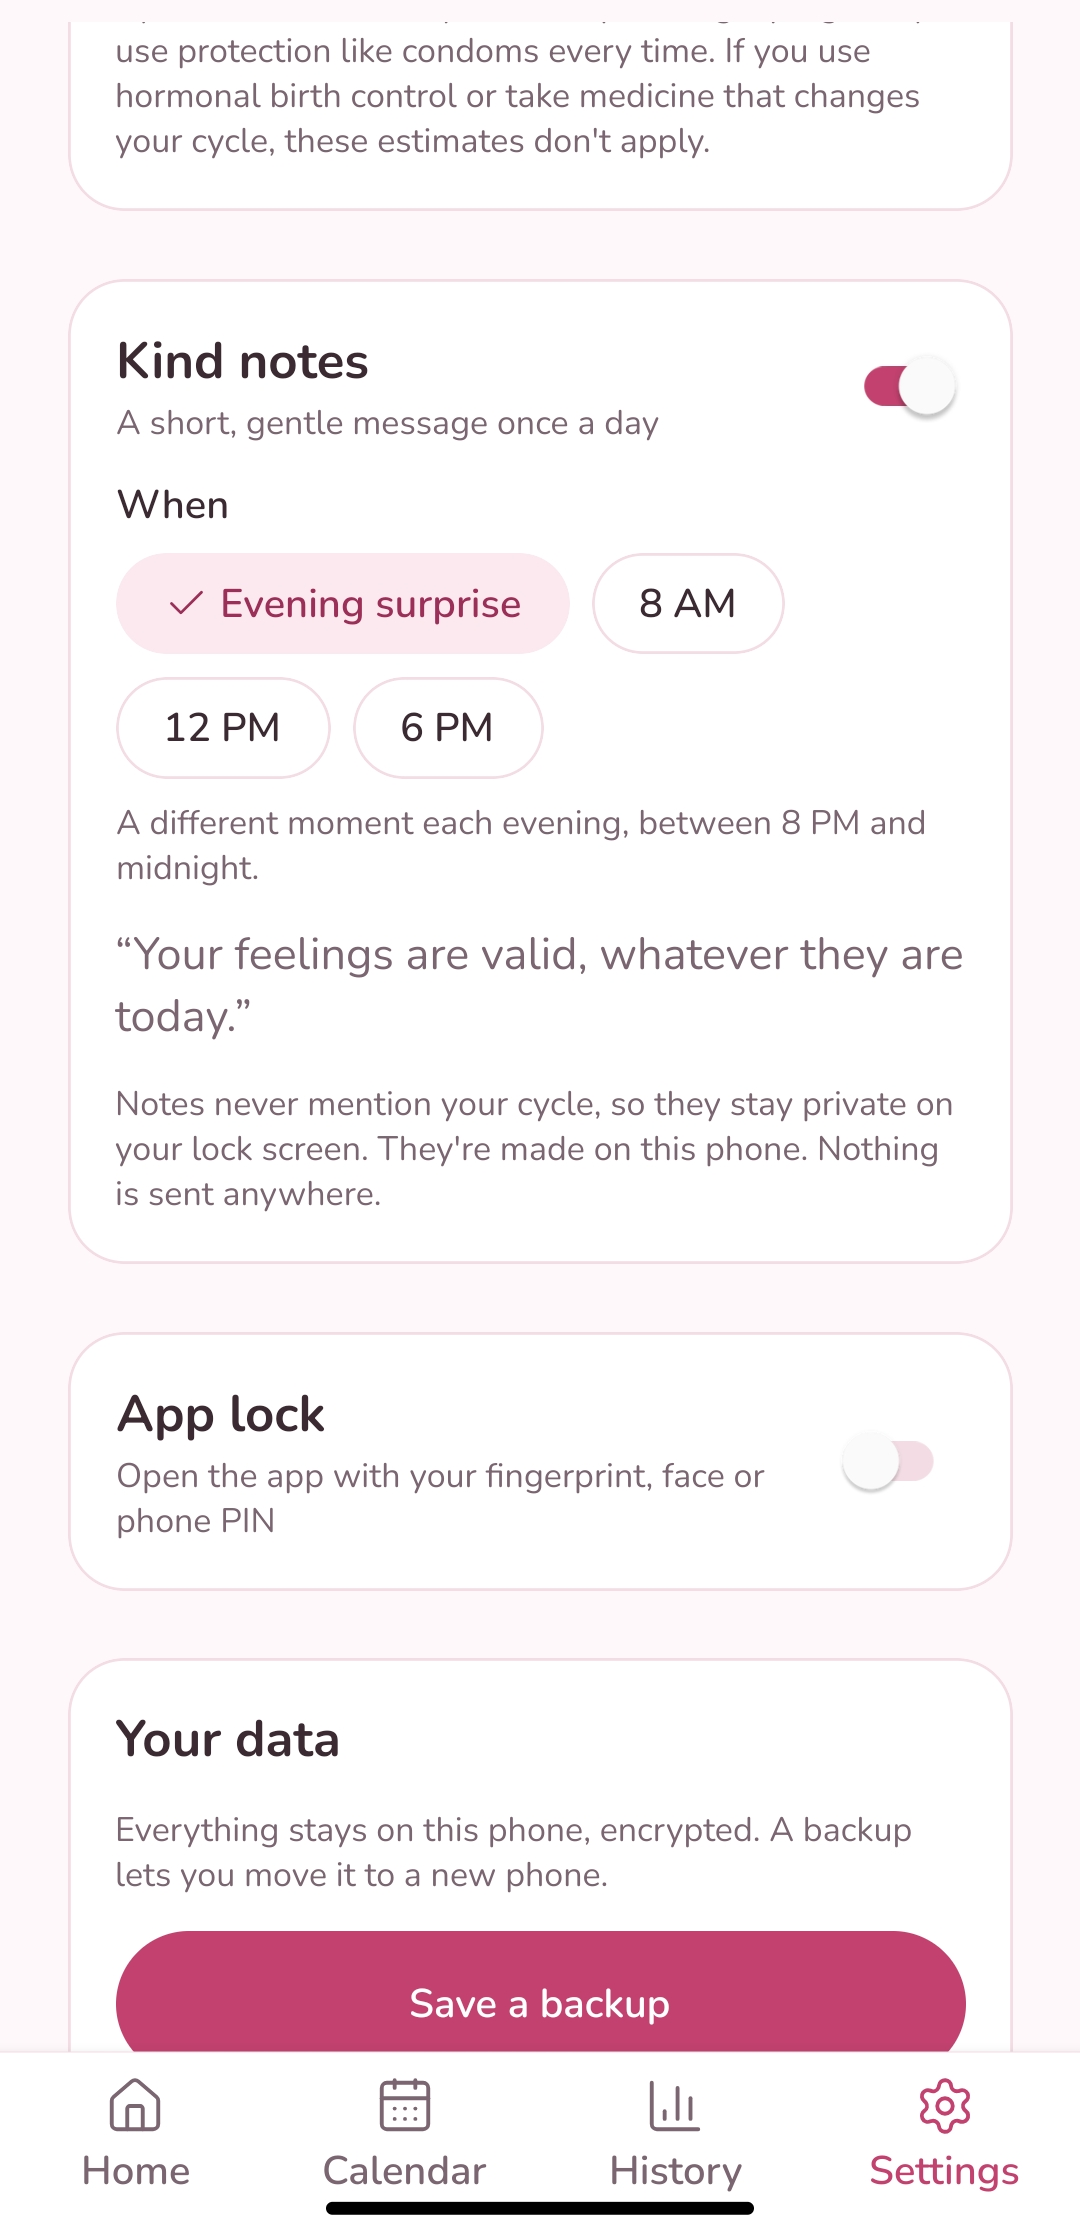 use protection like condoms every time. If you use
hormonal birth control or take medicine that changes
your cycle, these estimates don't apply.
Kind notes
A short, gentle message once a day
When
Evening surprise
8 AM
12 PM
6 PM
A different moment each evening, between 8 PM and
midnight.
“Your feelings are valid, whatever they are
today.”
Notes never mention your cycle, so they stay private on
your lock screen. They're made on this phone. Nothing
is sent anywhere.
App lock
Open the app with your fingerprint, face or
phone PIN
Your data
Everything stays on this phone, encrypted. A backup
lets you move it to a new phone.
Save a backup
Home
Calendar
History
Settings